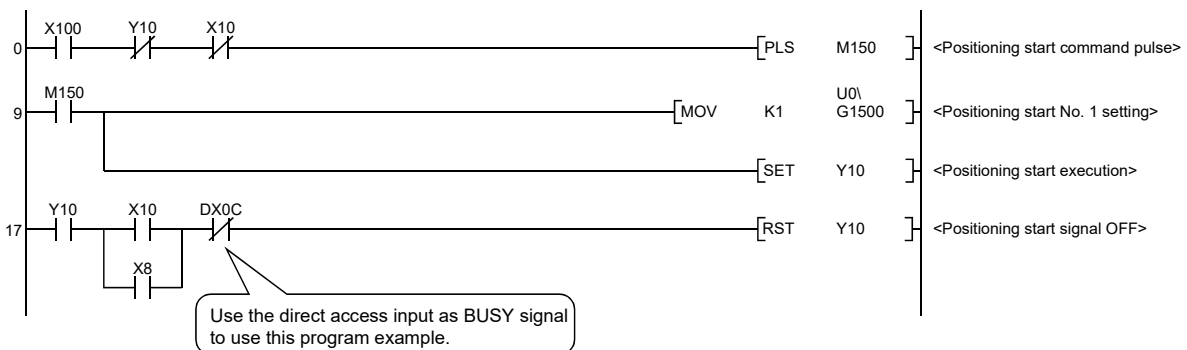 X100 Y10 X10
0 PLS M150 <Positioning start command pulse>
M150 U0\
9 MOV K1 G1500 <Positioning start No. 1 setting>
SET Y10 <Positioning start execution>
Y10 X10 DX0C
17 RST Y10 <Positioning start signal OFF>
X8
Use the direct access input as BUSY signal
to use this program example.